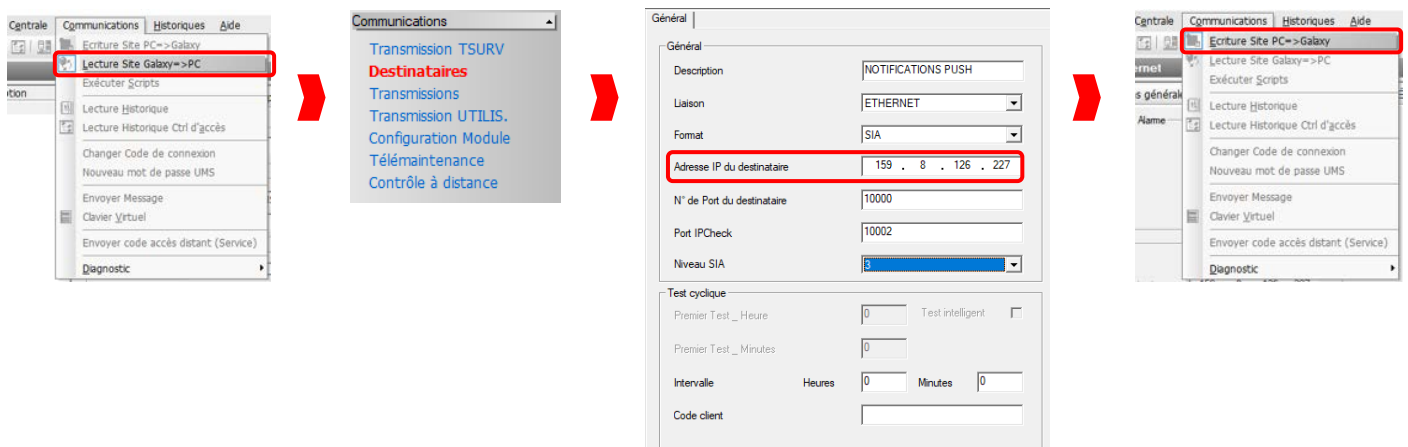 Centrale Communications Historiques Aide
Ecriture Site PC=>Galaxy
Lecture Site Galaxy=>PC
Exécuter Scripts
tion
Lecture Historique
Lecture Historique Ctrl d'accès
Changer Code de connexion
Nouveau mot de passe UMS
Envoyer Message
Clavier Virtuel
Envoyer code accès distant (Service)
Diagnostic
Communications
Transmission TSURV
Destinataires
Transmissions
Transmission UTILIS.
Configuration Module
Télémaintenance
Contrôle à distance
Général
Général
Description NOTIFICATIONS PUSH
Liaison ETHERNET
Format SIA
Adresse IP du destinataire 159 . 8 . 126 . 227
N° de Port du destinataire 10000
Port IPCheck 10002
Niveau SIA 3
Test cyclique
Premier Test _ Heure 0 Test intelligent
Premier Test _ Minutes 0
Intervalle Heures 0 Minutes 0
Code client
Centrale Communications Historiques Aide
Ecriture Site PC=>Galaxy
ernet Lecture Site Galaxy=>PC
Exécuter Scripts
s générale
Lecture Historique
Alarme Lecture Historique Ctrl d'accès
Changer Code de connexion
Nouveau mot de passe UMS
Envoyer Message
Clavier Virtuel
Envoyer code accès distant (Service)
Diagnostic